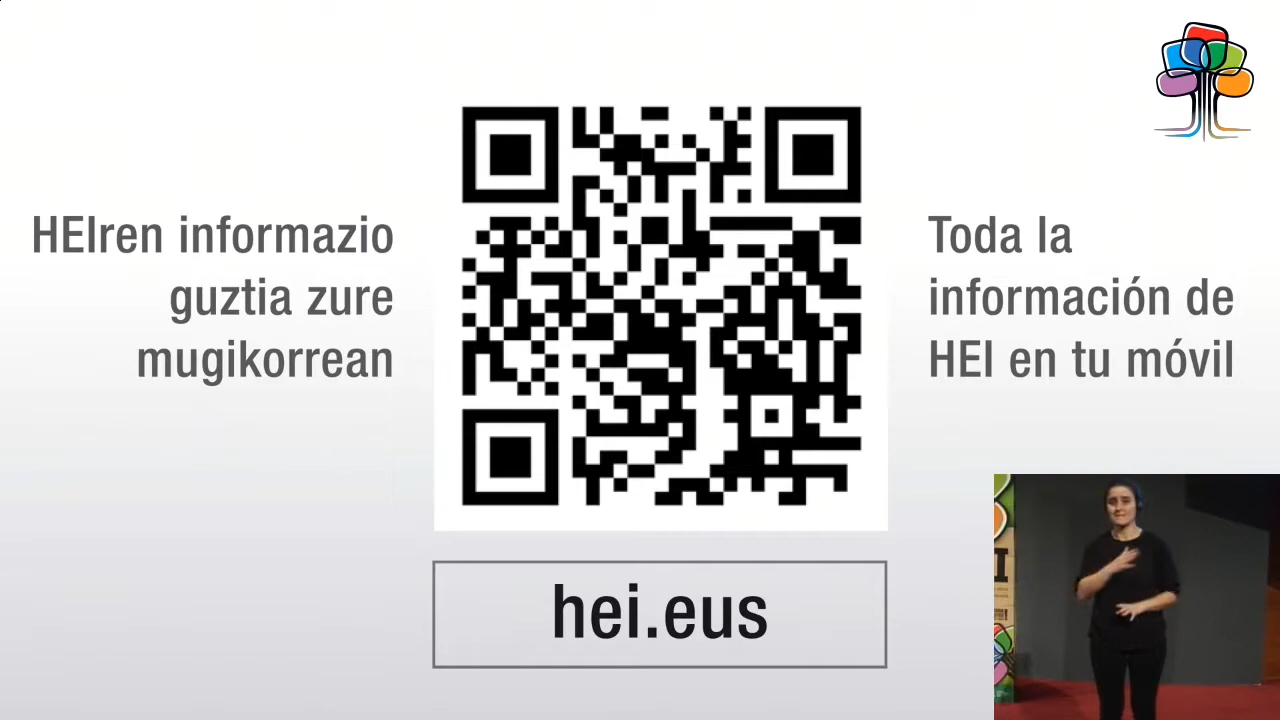 HEIren informazio
guztia zure
mugikorrean
Toda la
información de
HEI en tu móvil
hei.eus